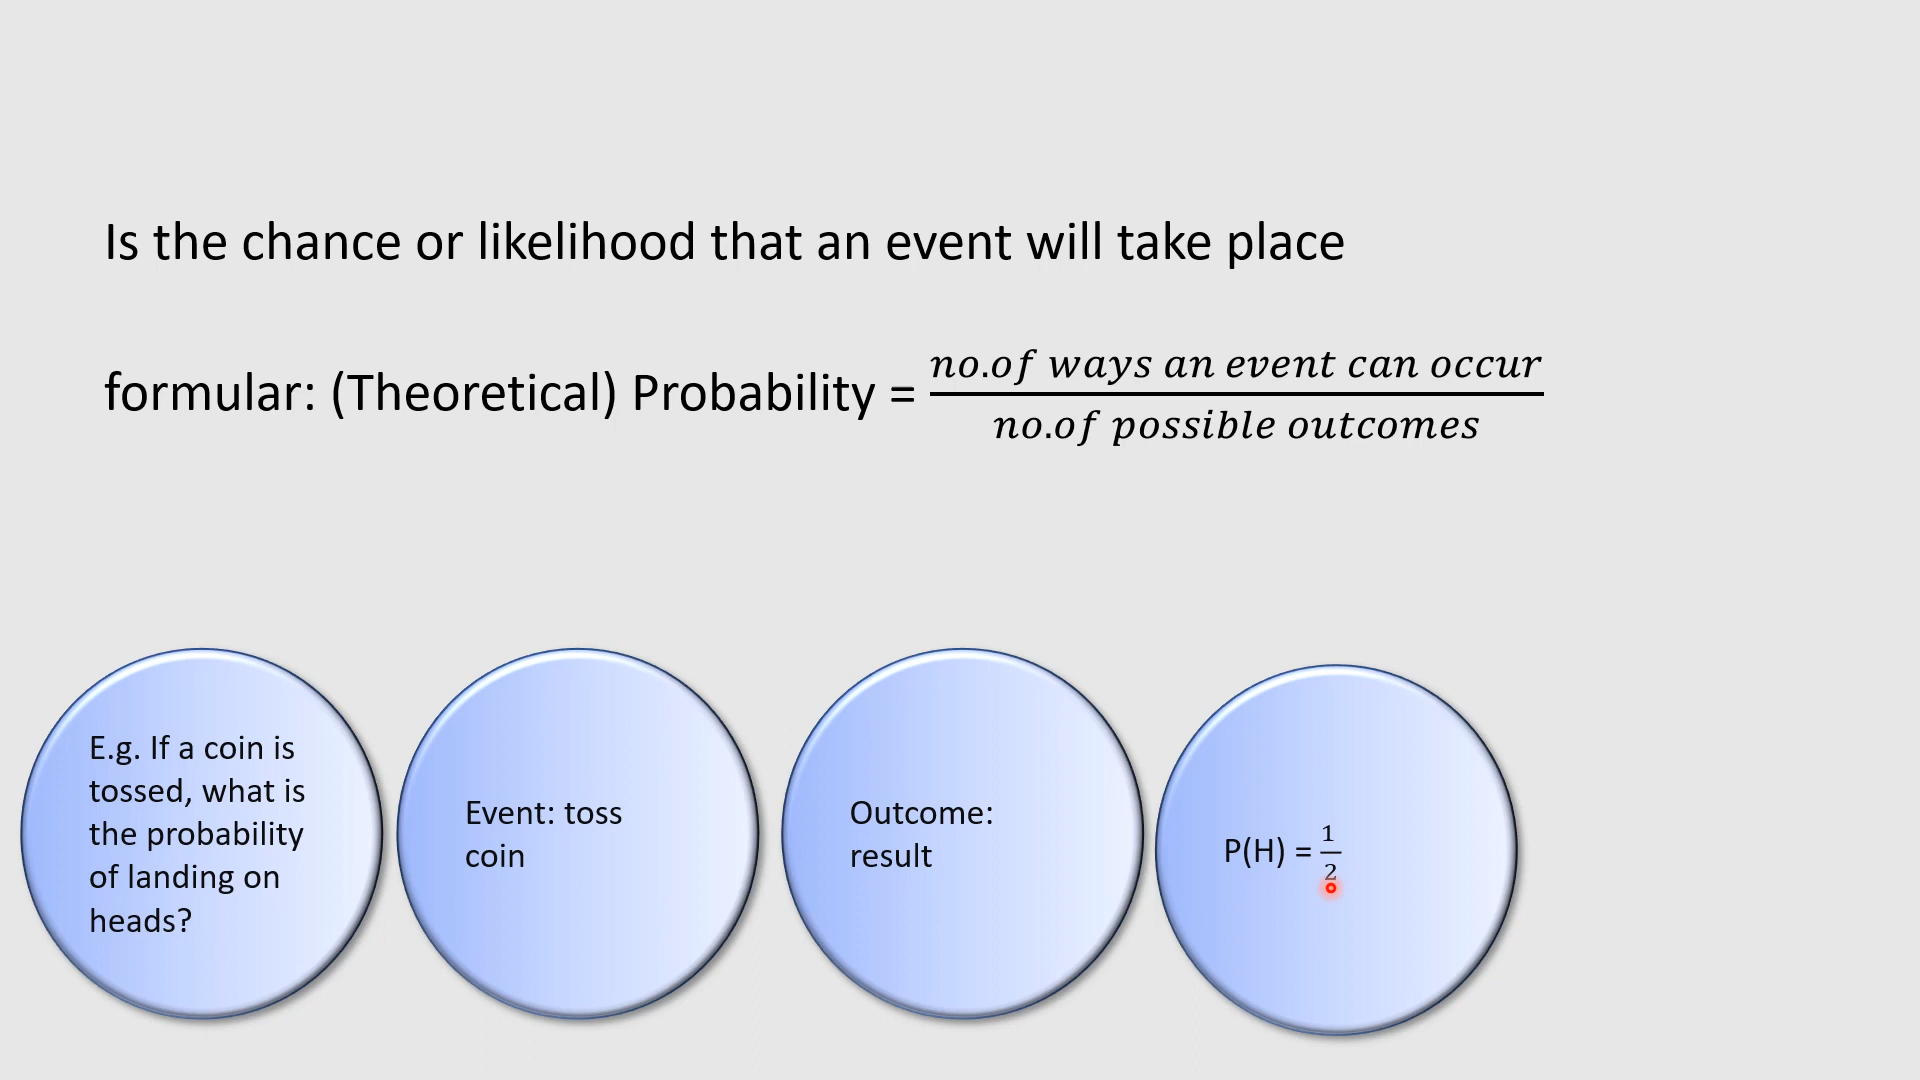 Is the chance or likelihood that an event will take place
formular: (Theoretical) Probability = no.of ways an event can occur / no.of possible outcomes
E.g. If a coin is
tossed, what is
the probability
of landing on
heads?
Event: toss
coin
Outcome:
result
P(H) = 1/2